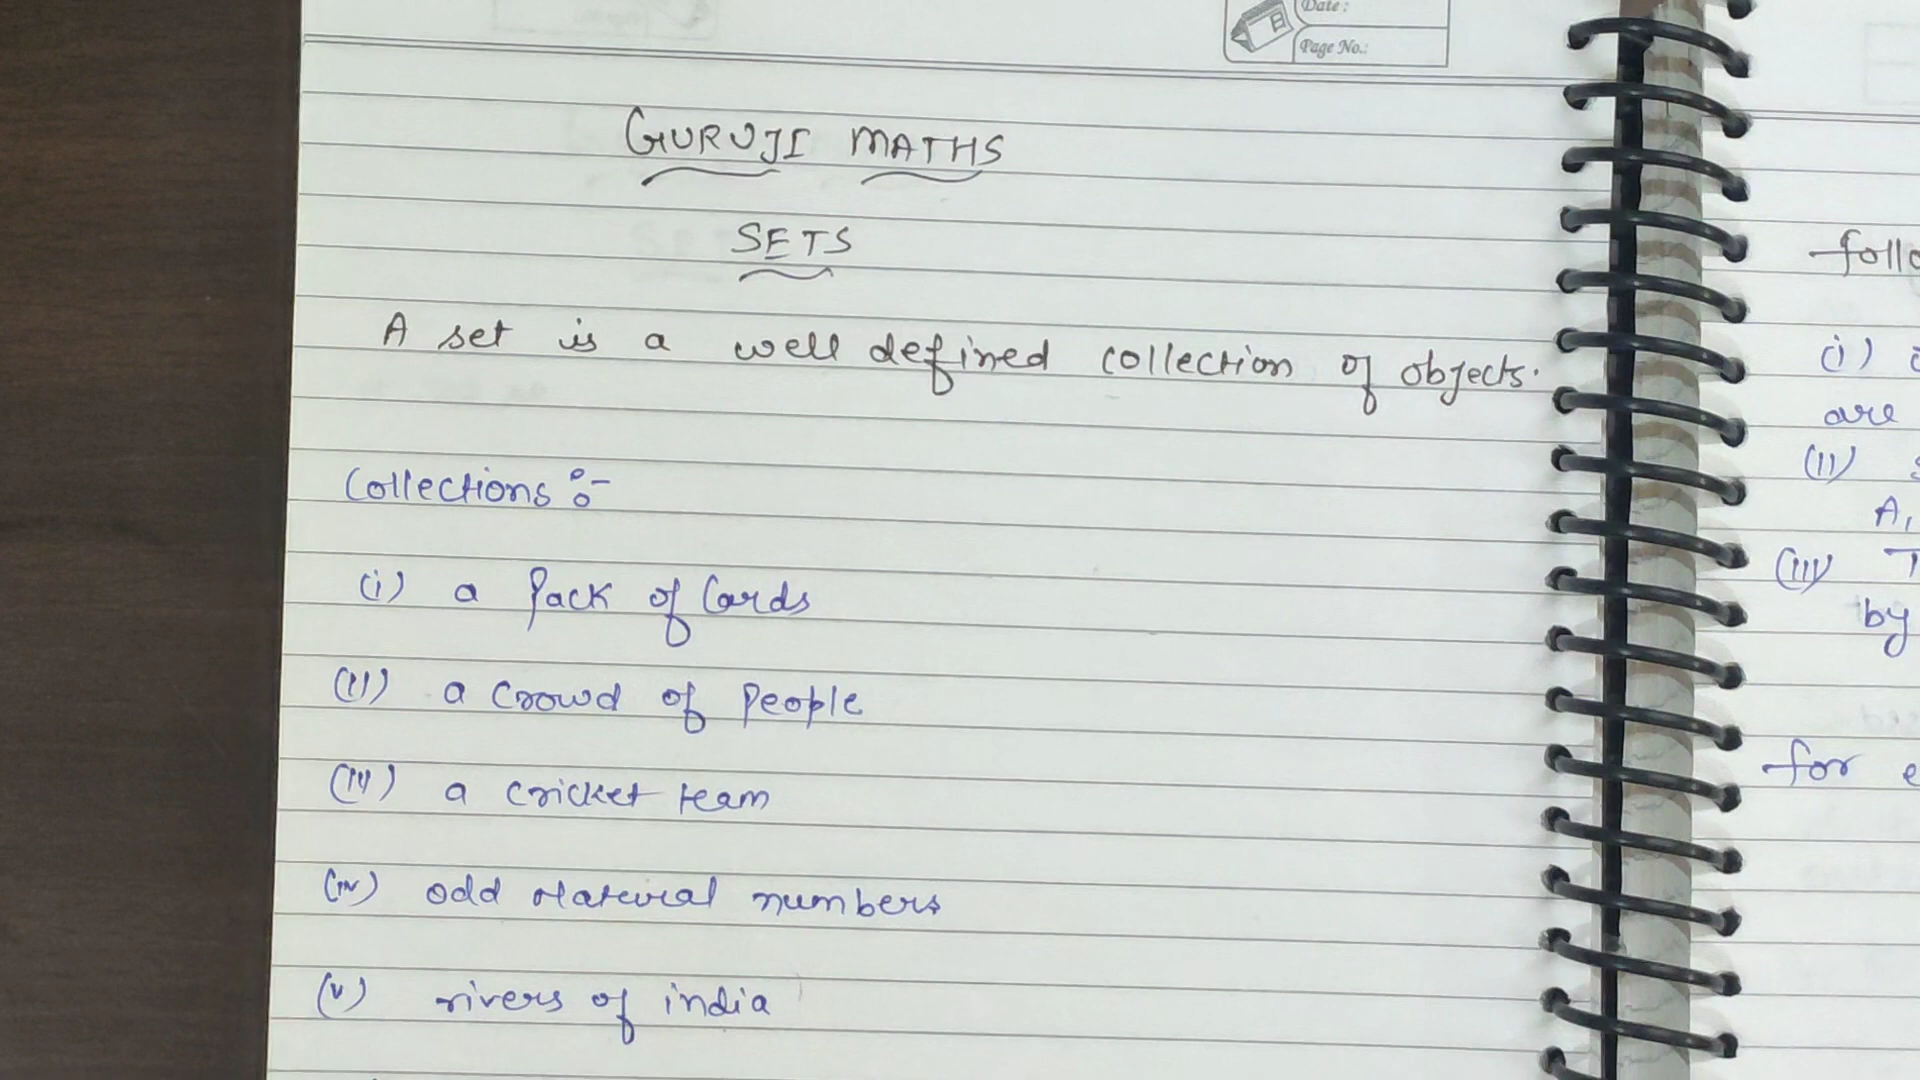 Date:
Page No.:
GURUJI MATHS
SETS
A set is a well defined collection of objects.
Collections :-
(i) a Pack of Cards
(ii) a crowd of People
(iii) a cricket team
(iv) odd Natural numbers
(v) rivers of india
(i)
are
(ii)
A,
(iii) T
by
for e